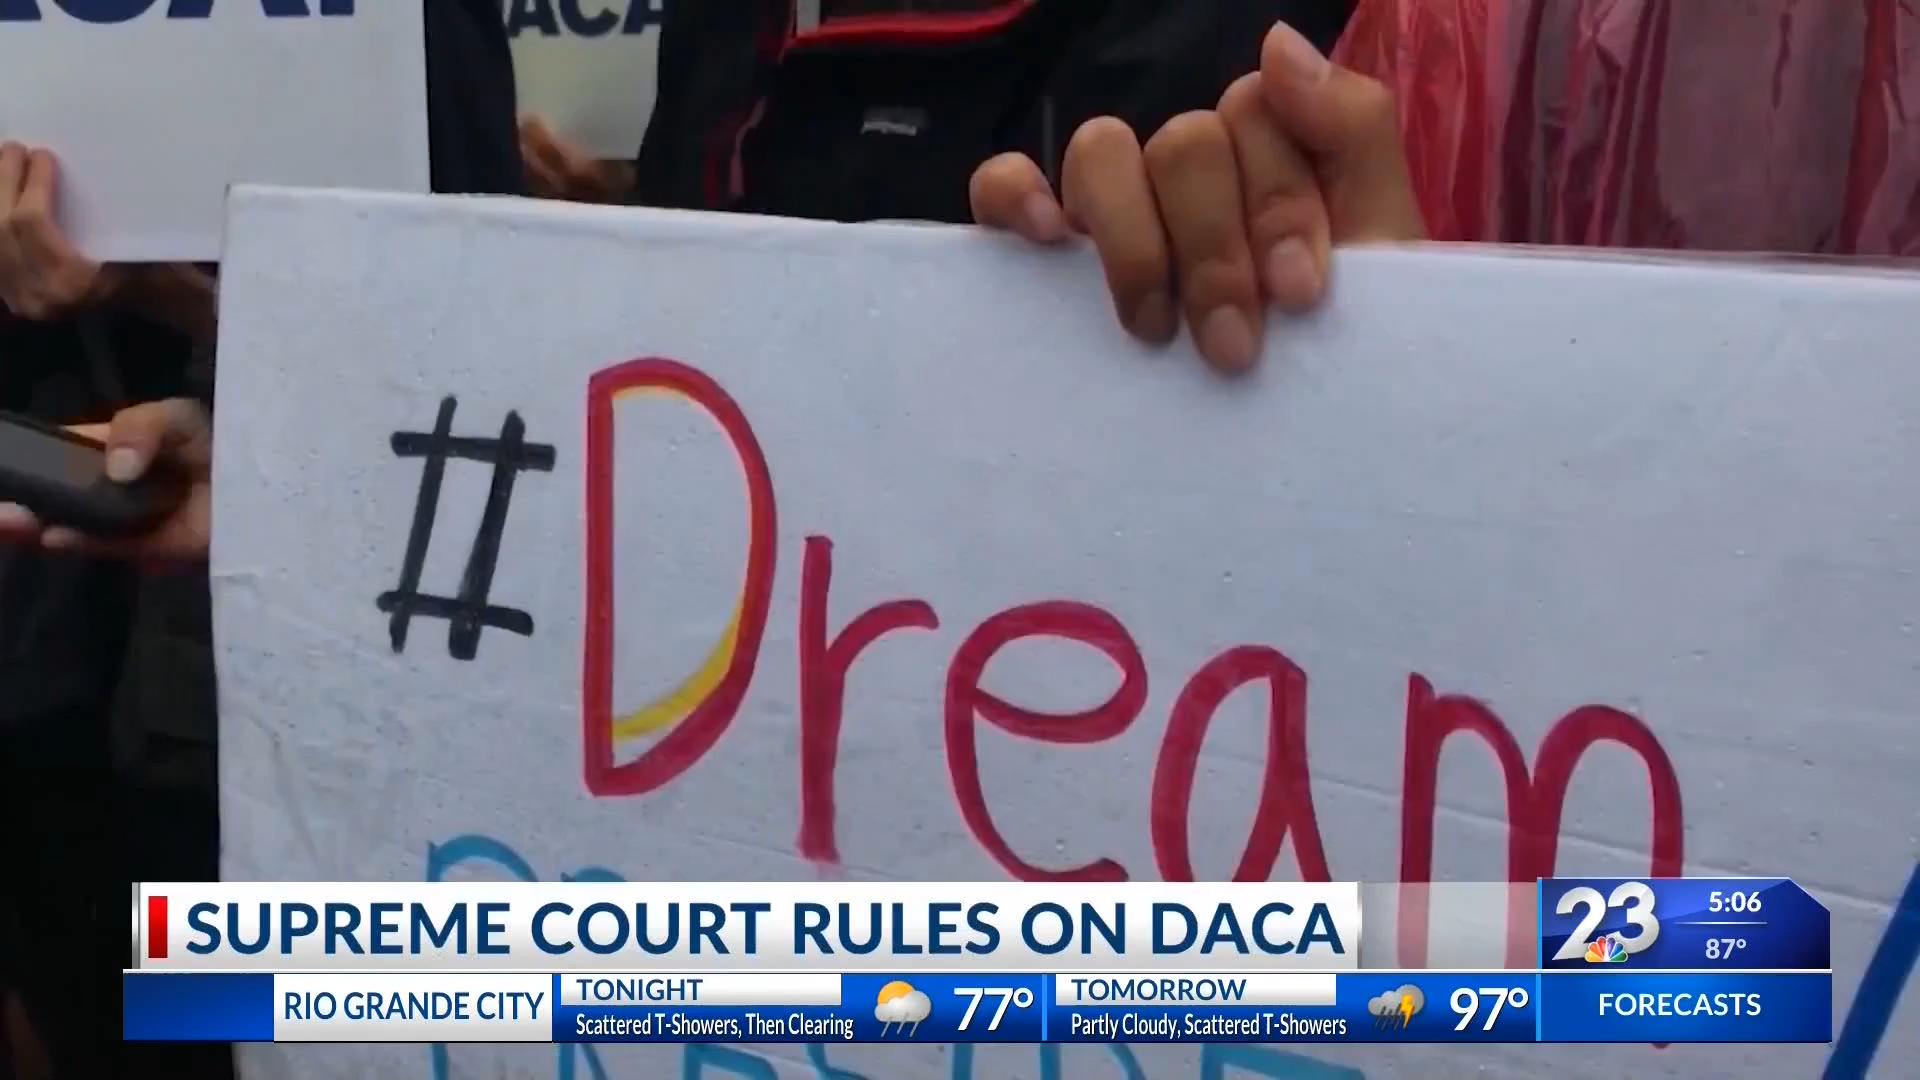 DACA
#Dream
SUPREME COURT RULES ON DACA
23
5:06
87°
RIO GRANDE CITY
TONIGHT
Scattered T-Showers, Then Clearing
77°
TOMORROW
Partly Cloudy, Scattered T-Showers
97°
FORECASTS